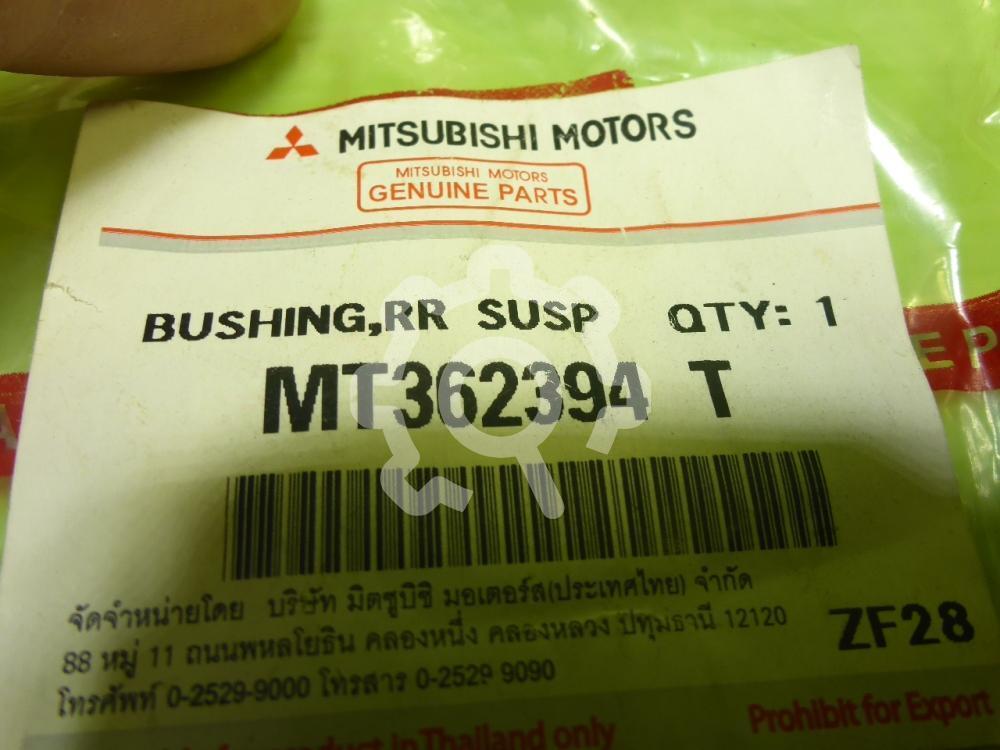 MITSUBISHI MOTORS
MITSUBISHI MOTORS
GENUINE PARTS
BUSHING,RR SUSP QTY: 1
MT362394 T
จัดจำหน่ายโดย บริษัท มิตซูบิชิ มอเตอร์ส(ประเทศไทย) จำกัด
88 หมู่ 11 ถนนพหลโยธิน คลองหนึ่ง คลองหลวง ปทุมธานี 12120
โทรศัพท์ 0-2529-9000 โทรสาร 0-2529 9090
ZF28
product in Thailand only
Prohibit for Export